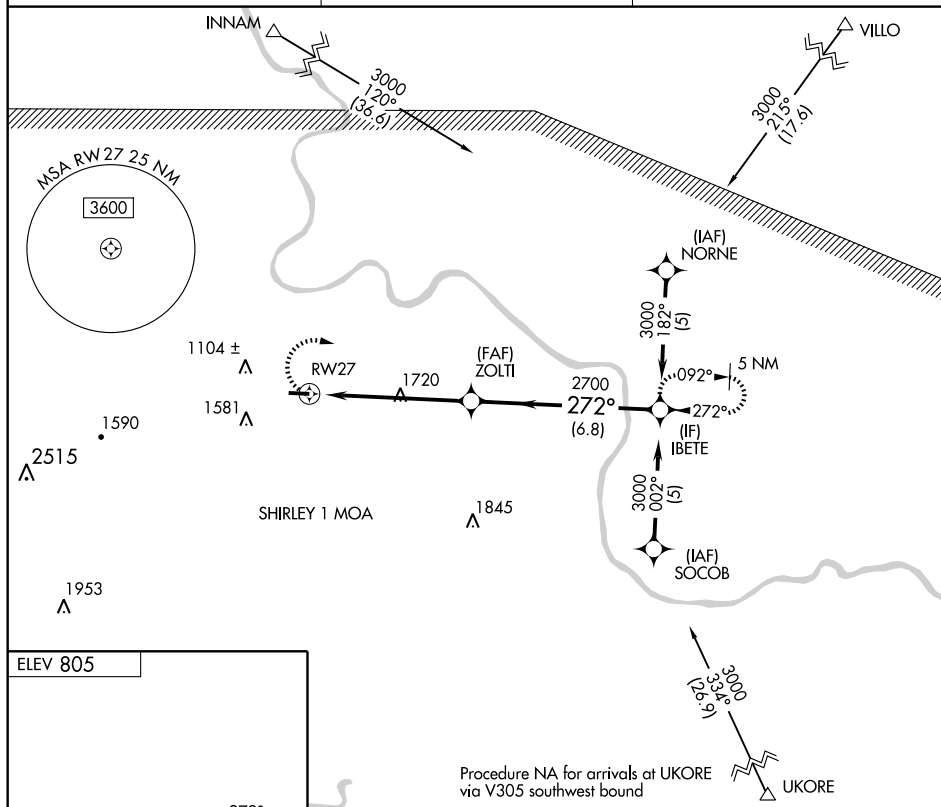 INNAM
VILLO
3000
120°
(36.6)
3000
215°
(17.6)
MSA RW 27 25 NM
3600
(IAF)
NORNE
3000
182°
(5)
1104 ±
RW27
1720
(FAF)
ZOLTI
2700
272°
(6.8)
092°
5 NM
272°
(IF)
IBETE
1581
1590
2515
SHIRLEY 1 MOA
1845
3000
002°
(5)
(IAF)
SOCOB
1953
ELEV 805
3000
334°
(26.9)
Procedure NA for arrivals at UKORE
via V305 southwest bound
UKORE